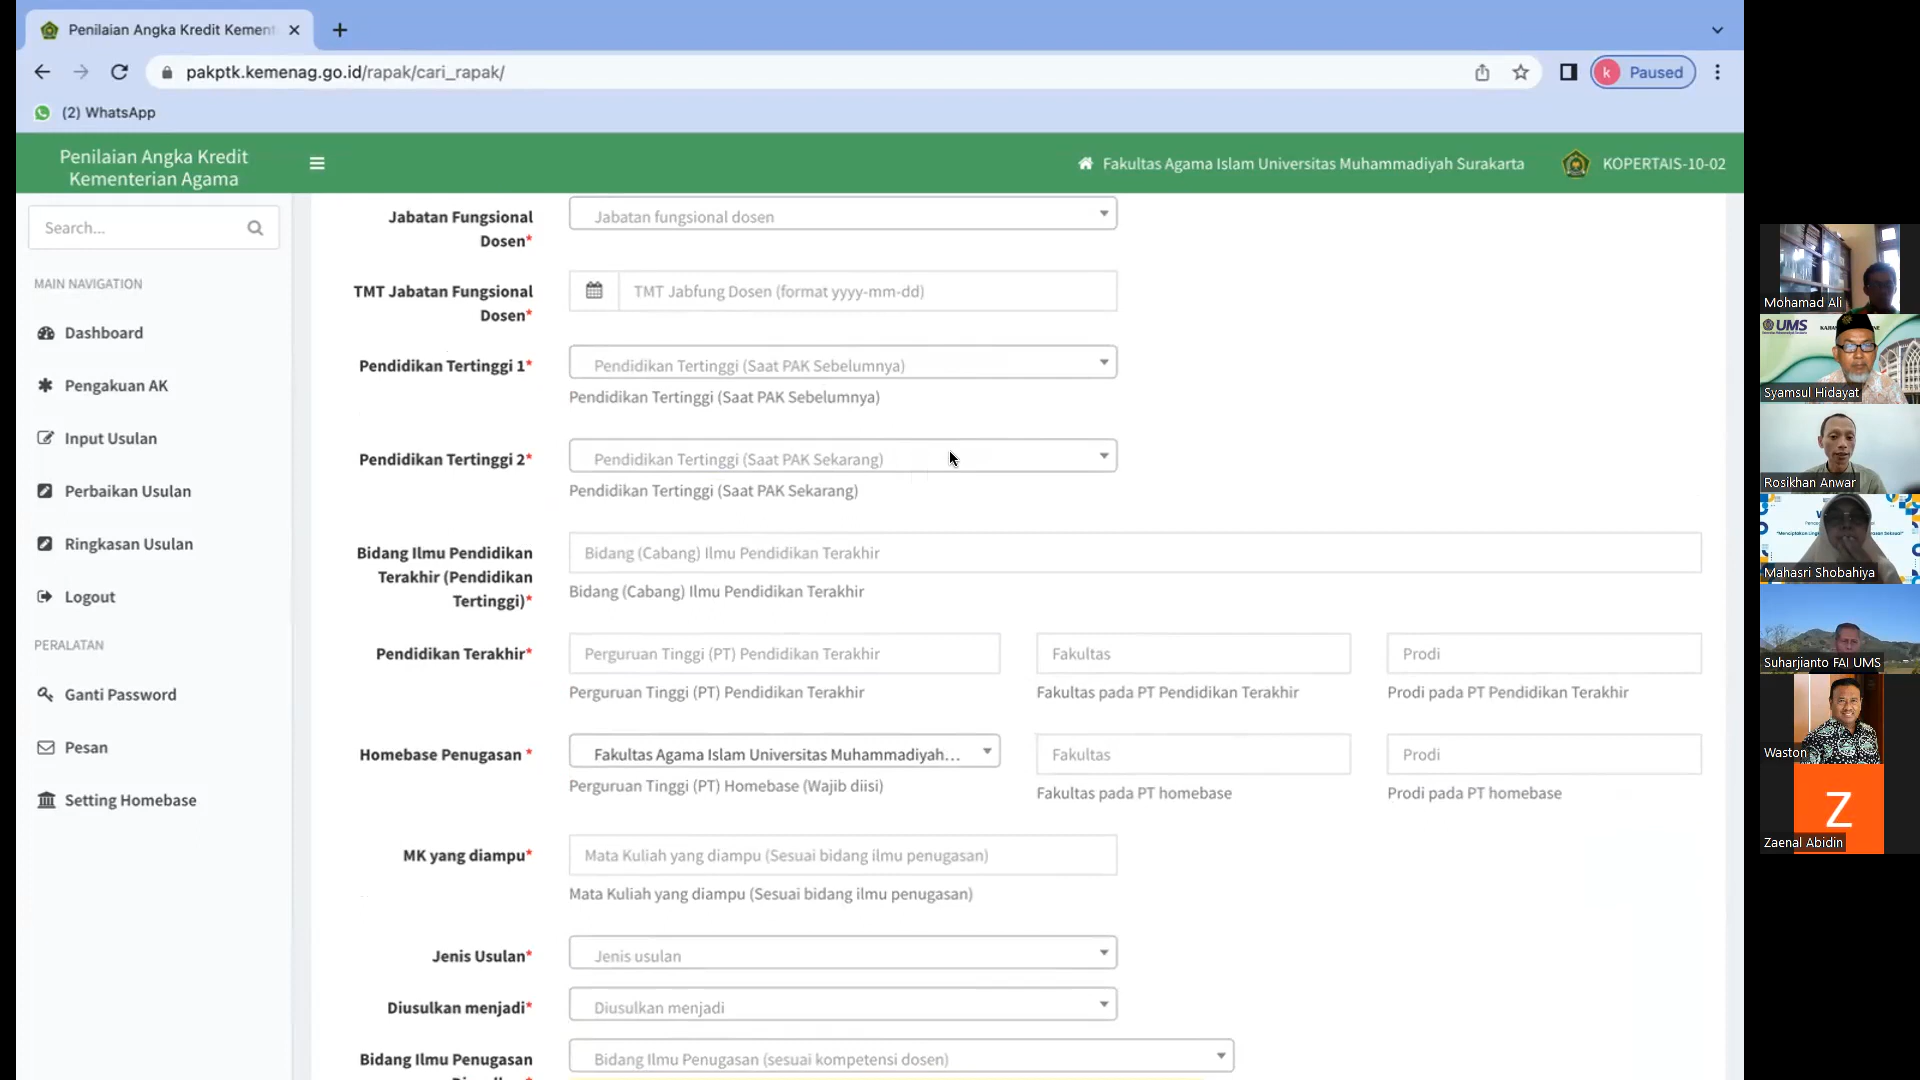 Penilaian Angka Kredit Kement
pakptk.kemenag.go.id/rapak/cari_rapak/
k Paused
(2) WhatsApp
Penilaian Angka Kredit
Kementerian Agama
Fakultas Agama Islam Universitas Muhammadiyah Surakarta
KOPERTAIS-10-02
Search...
MAIN NAVIGATION
Dashboard
Pengakuan AK
Input Usulan
Perbaikan Usulan
Ringkasan Usulan
Logout
PERALATAN
Ganti Password
Pesan
Setting Homebase
Jabatan Fungsional
Dosen*
Jabatan fungsional dosen
TMT Jabatan Fungsional
Dosen*
TMT Jabfung Dosen (format yyyy-mm-dd)
Pendidikan Tertinggi 1*
Pendidikan Tertinggi (Saat PAK Sebelumnya)
Pendidikan Tertinggi (Saat PAK Sebelumnya)
Pendidikan Tertinggi 2*
Pendidikan Tertinggi (Saat PAK Sekarang)
Pendidikan Tertinggi (Saat PAK Sekarang)
Bidang Ilmu Pendidikan
Terakhir (Pendidikan
Tertinggi)*
Bidang (Cabang) Ilmu Pendidikan Terakhir
Bidang (Cabang) Ilmu Pendidikan Terakhir
Pendidikan Terakhir*
Perguruan Tinggi (PT) Pendidikan Terakhir
Fakultas
Prodi
Perguruan Tinggi (PT) Pendidikan Terakhir
Fakultas pada PT Pendidikan Terakhir
Prodi pada PT Pendidikan Terakhir
Homebase Penugasan *
Fakultas Agama Islam Universitas Muhammadiyah...
Fakultas
Prodi
Perguruan Tinggi (PT) Homebase (Wajib diisi)
Fakultas pada PT homebase
Prodi pada PT homebase
MK yang diampu*
Mata Kuliah yang diampu (Sesuai bidang ilmu penugasan)
Mata Kuliah yang diampu (Sesuai bidang ilmu penugasan)
Jenis Usulan*
Jenis usulan
Diusulkan menjadi*
Diusulkan menjadi
Bidang Ilmu Penugasan
Bidang Ilmu Penugasan (sesuai kompetensi dosen)
Mohamad Ali
UMS
Syamsul Hidayat
Rosikhan Anwar
Mahasri Shobahiya
Suharjianto FAI UMS
Waston
Z
Zaenal Abidin